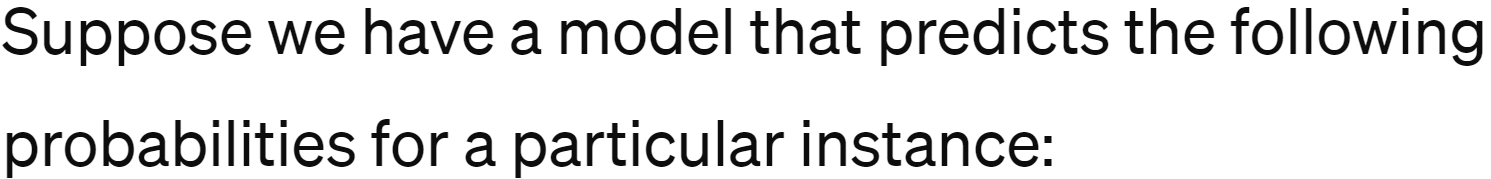 Suppose we have a model that predicts the following
probabilities for a particular instance: